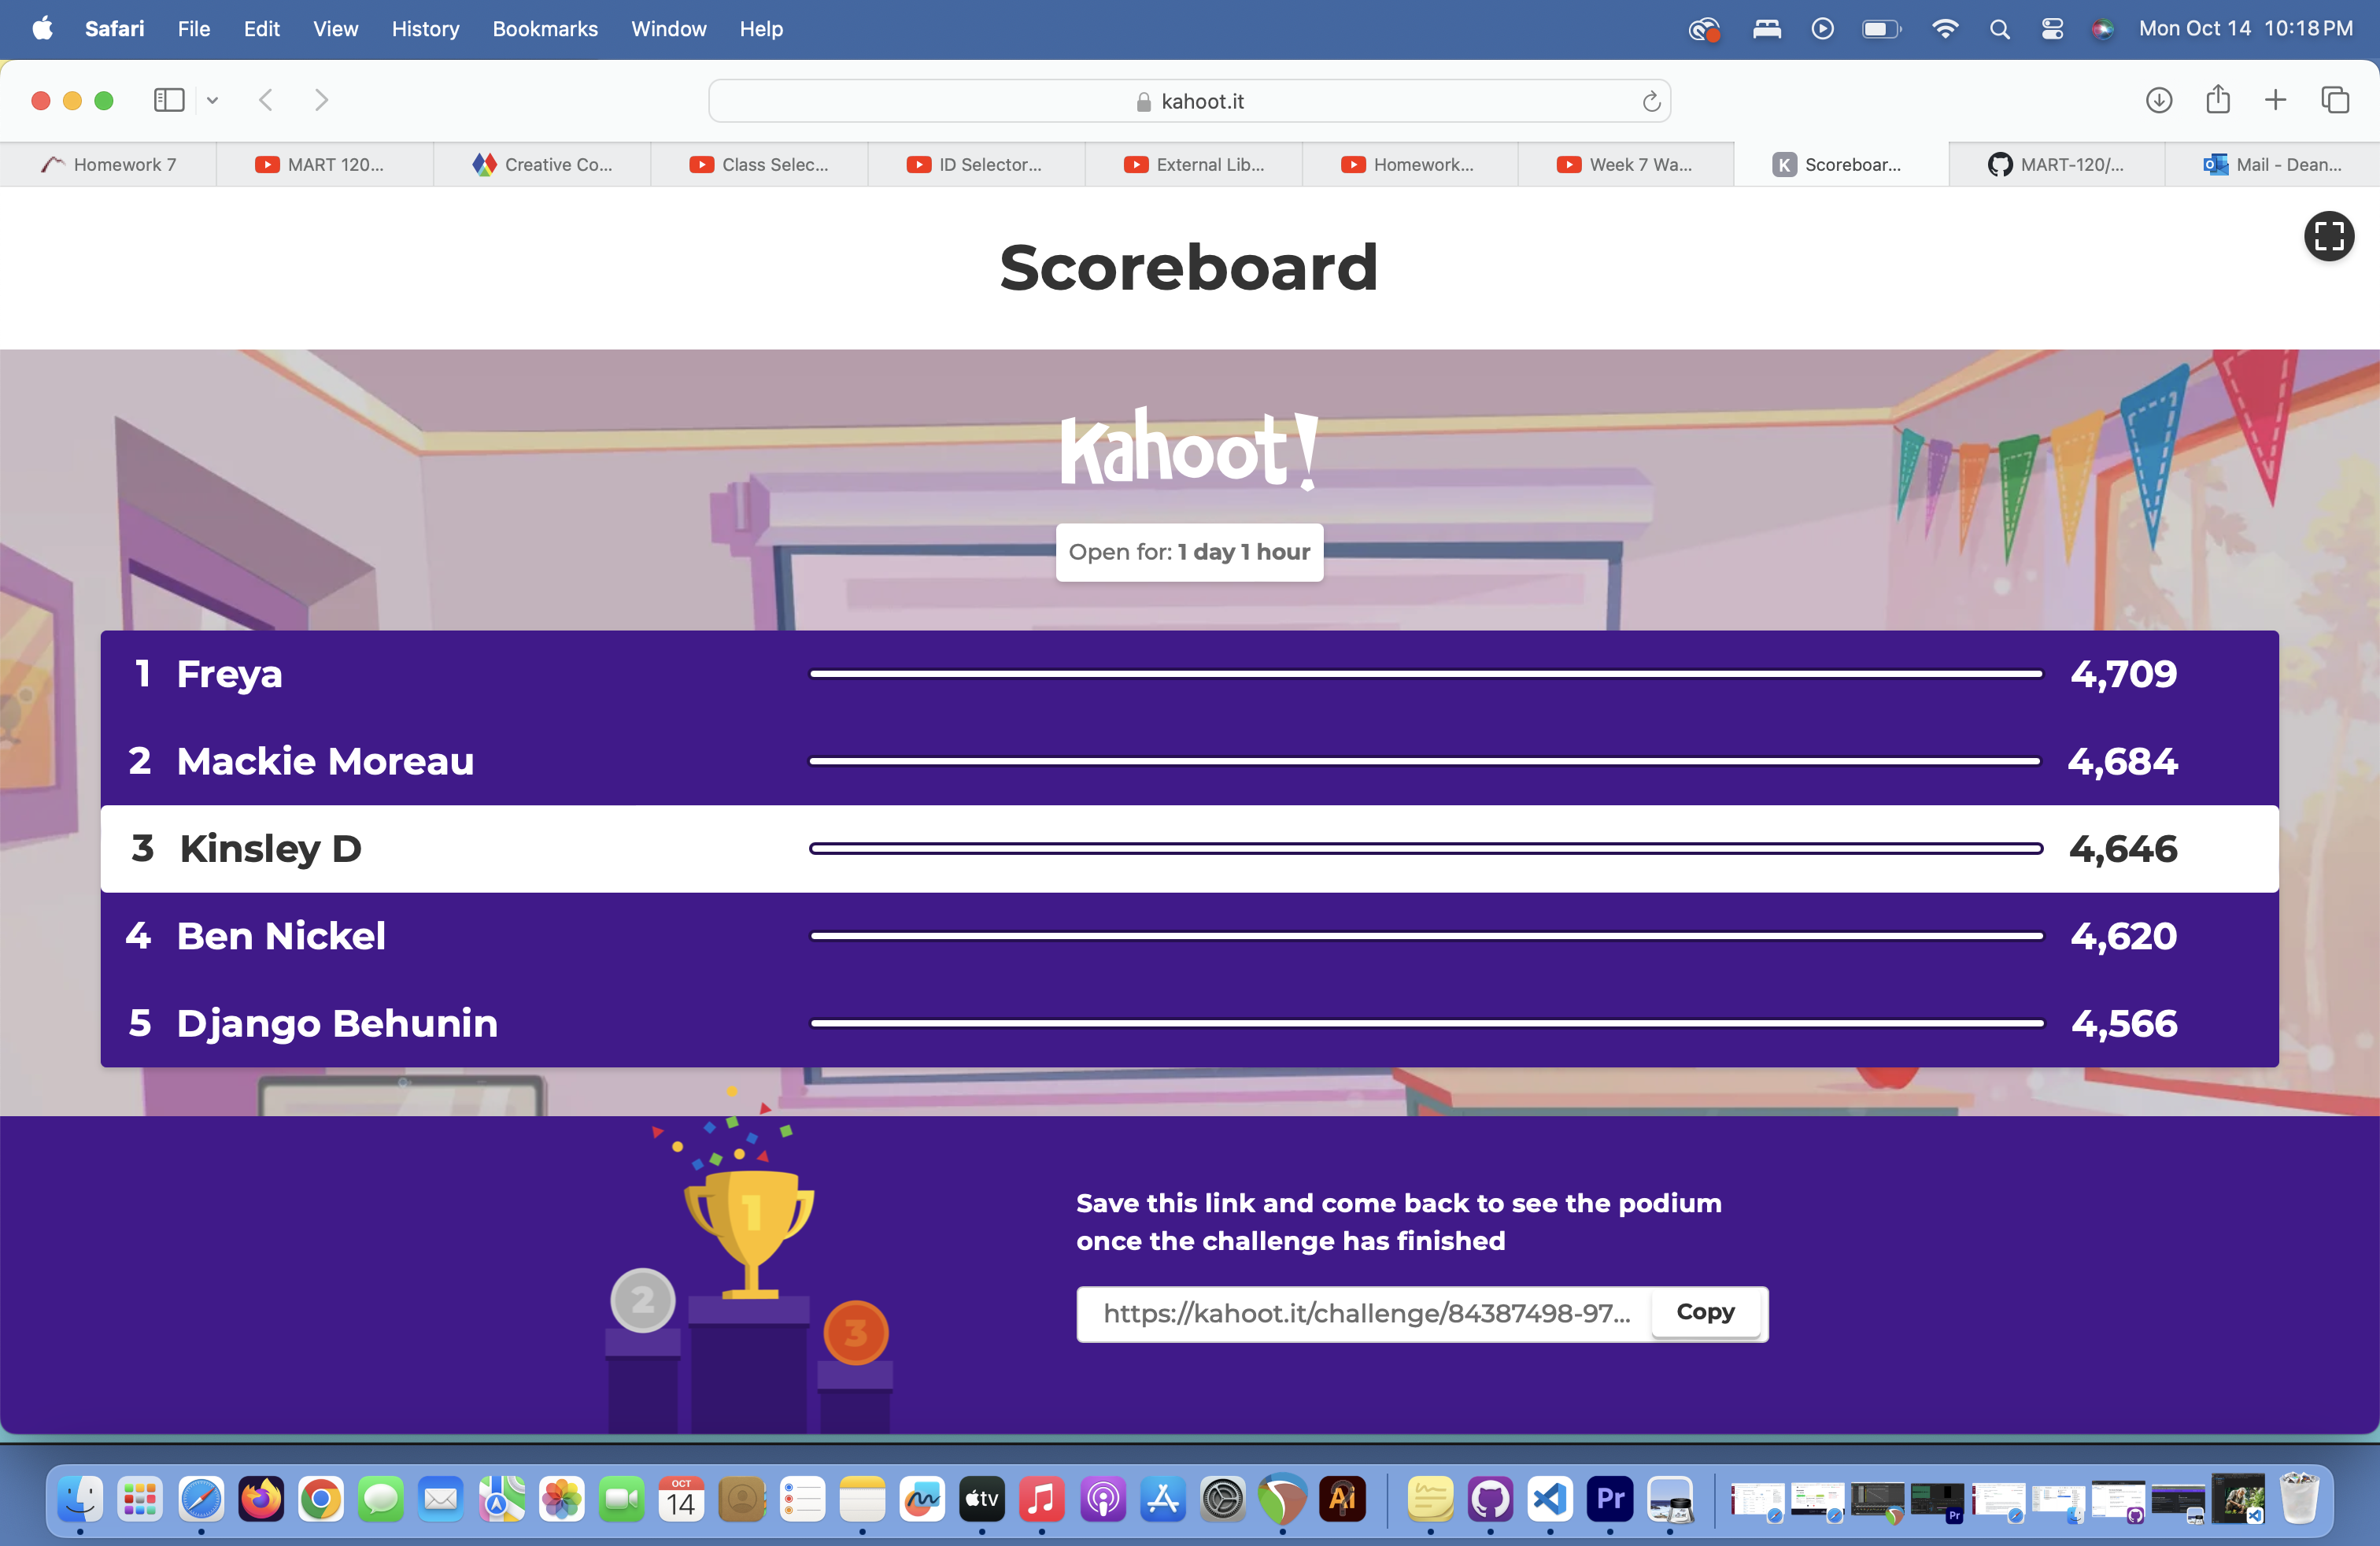 Safari File Edit View History Bookmarks Window Help Mon Oct 14 10:18 PM
kahoot.it
Homework 7 MART 120... Creative Co... Class Selec... ID Selector... External Lib... Homework... Week 7 Wa... K Scoreboar... MART-120/... Mail - Dean...
Scoreboard
Kahoot!
Open for: 1 day 1 hour
1 Freya 4,709
2 Mackie Moreau 4,684
3 Kinsley D 4,646
4 Ben Nickel 4,620
5 Django Behunin 4,566
1
2
3
Save this link and come back to see the podium
once the challenge has finished
https://kahoot.it/challenge/84387498-97... Copy
OCT
14
tv
Ai
Pr
Pr